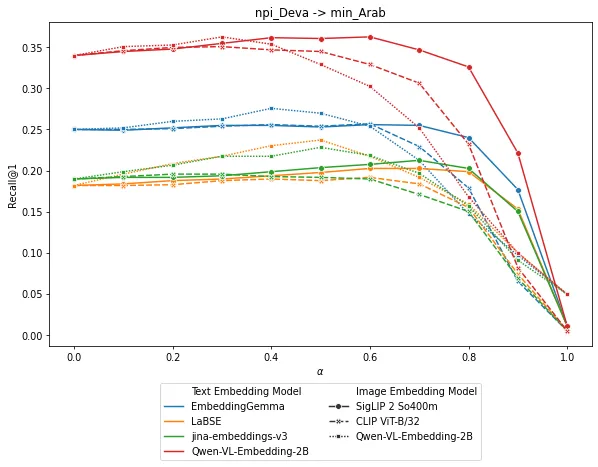 npi_Deva -> min_Arab
Recall@1
0.35
0.30
0.25
0.20
0.15
0.10
0.05
0.00
0.0
0.2
0.4
0.6
0.8
1.0
α
Text Embedding Model
EmbeddingGemma
LaBSE
jina-embeddings-v3
Qwen-VL-Embedding-2B
Image Embedding Model
SigLIP 2 So400m
CLIP ViT-B/32
Qwen-VL-Embedding-2B